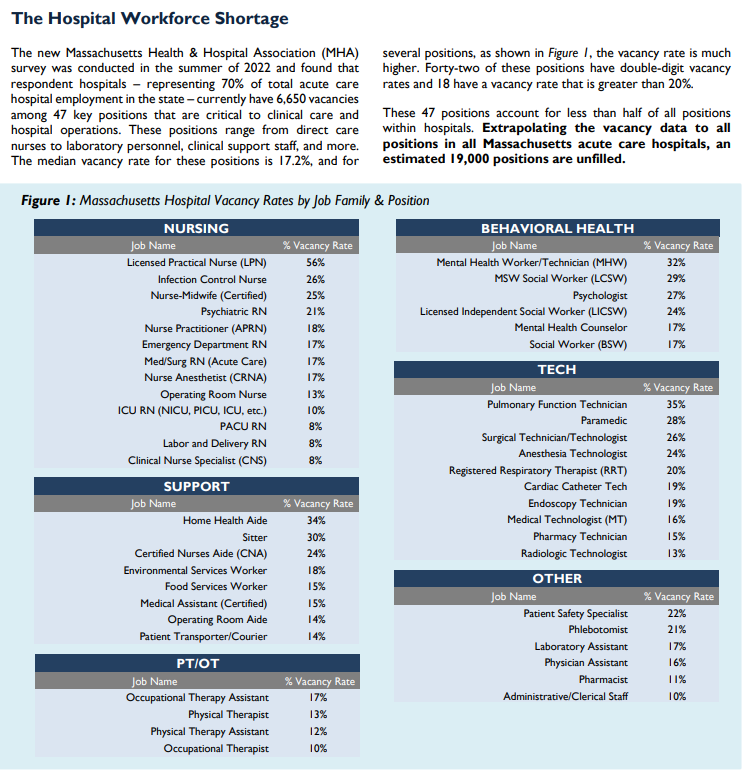 The Hospital Workforce Shortage
The new Massachusetts Health & Hospital Association (MHA)
survey was conducted in the summer of 2022 and found that
respondent hospitals – representing 70% of total acute care
hospital employment in the state – currently have 6,650 vacancies
among 47 key positions that are critical to clinical care and
hospital operations. These positions range from direct care
nurses to laboratory personnel, clinical support staff, and more.
The median vacancy rate for these positions is 17.2%, and for
several positions, as shown in Figure 1, the vacancy rate is much
higher. Forty-two of these positions have double-digit vacancy
rates and 18 have a vacancy rate that is greater than 20%.
These 47 positions account for less than half of all positions
within hospitals. Extrapolating the vacancy data to all
positions in all Massachusetts acute care hospitals, an
estimated 19,000 positions are unfilled.
Figure 1: Massachusetts Hospital Vacancy Rates by Job Family & Position
NURSING
Job Name % Vacancy Rate
Licensed Practical Nurse (LPN) 56%
Infection Control Nurse 26%
Nurse-Midwife (Certified) 25%
Psychiatric RN 21%
Nurse Practitioner (APRN) 18%
Emergency Department RN 17%
Med/Surg RN (Acute Care) 17%
Nurse Anesthetist (CRNA) 17%
Operating Room Nurse 13%
ICU RN (NICU, PICU, ICU, etc.) 10%
PACU RN 8%
Labor and Delivery RN 8%
Clinical Nurse Specialist (CNS) 8%
SUPPORT
Job Name % Vacancy Rate
Home Health Aide 34%
Sitter 30%
Certified Nurses Aide (CNA) 24%
Environmental Services Worker 18%
Food Services Worker 15%
Medical Assistant (Certified) 15%
Operating Room Aide 14%
Patient Transporter/Courier 14%
PT/OT
Job Name % Vacancy Rate
Occupational Therapy Assistant 17%
Physical Therapist 13%
Physical Therapy Assistant 12%
Occupational Therapist 10%
BEHAVIORAL HEALTH
Job Name % Vacancy Rate
Mental Health Worker/Technician (MHW) 32%
MSW Social Worker (LCSW) 29%
Psychologist 27%
Licensed Independent Social Worker (LICSW) 24%
Mental Health Counselor 17%
Social Worker (BSW) 17%
TECH
Job Name % Vacancy Rate
Pulmonary Function Technician 35%
Paramedic 28%
Surgical Technician/Technologist 26%
Anesthesia Technologist 24%
Registered Respiratory Therapist (RRT) 20%
Cardiac Catheter Tech 19%
Endoscopy Technician 19%
Medical Technologist (MT) 16%
Pharmacy Technician 15%
Radiologic Technologist 13%
OTHER
Job Name % Vacancy Rate
Patient Safety Specialist 22%
Phlebotomist 21%
Laboratory Assistant 17%
Physician Assistant 16%
Pharmacist 11%
Administrative/Clerical Staff 10%